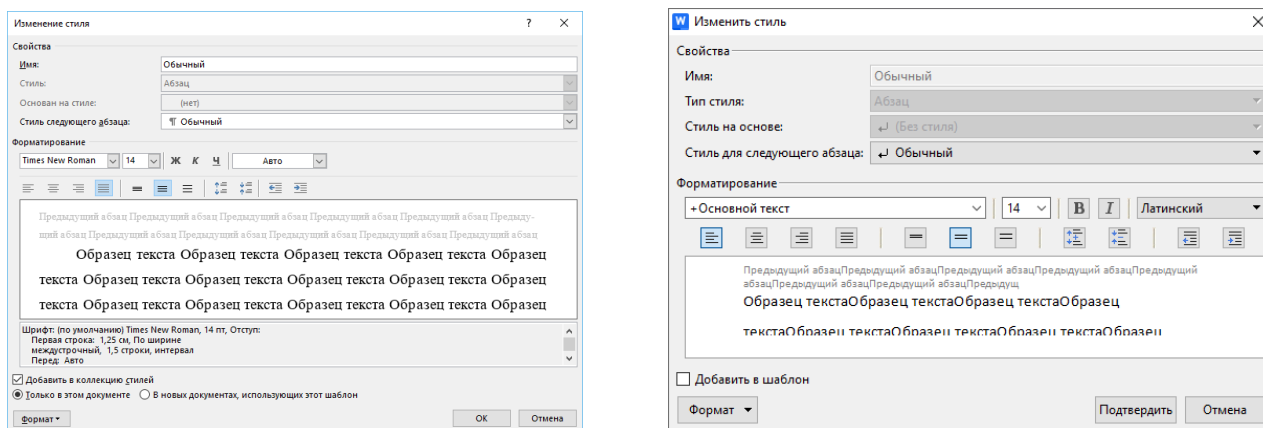 Изменение стиля
Свойства
Имя: Обычный
Стиль: Абзац
Основан на стиле: (нет)
Стиль следующего абзаца: ¶ Обычный
Форматирование
Times New Roman 14 Ж К Ч Авто
Предыдущий абзац Предыдущий абзац Предыдущий абзац Предыдущий абзац Предыдущий абзац Предыду-
щий абзац Предыдущий абзац Предыдущий абзац Предыдущий абзац Предыдущий абзац Предыдущий абзац
Образец текста Образец текста Образец текста Образец текста Образец
текста Образец текста Образец текста Образец текста Образец текста Образец
текста Образец текста Образец текста Образец текста Образец текста Образец
Шрифт: (по умолчанию) Times New Roman, 14 пт, Отступ:
Первая строка: 1,25 см, По ширине
междустрочный, 1,5 строки, интервал
Перед: Авто
Добавить в коллекцию стилей
Только в этом документе В новых документах, использующих этот шаблон
Формат ОК Отмена
W Изменить стиль
Свойства
Имя: Обычный
Тип стиля: Абзац
Стиль на основе: (Без стиля)
Стиль для следующего абзаца: Обычный
Форматирование
+Основной текст 14 B I Латинский
Предыдущий абзацПредыдущий абзацПредыдущий абзацПредыдущий абзацПредыдущий
абзацПредыдущий абзацПредыдущий абзацПредыдущ
Образец текстаОбразец текстаОбразец текстаОбразец
текстаОбразец текстаОбразец текстаОбразец текстаОбразец
Добавить в шаблон
Формат Подтвердить Отмена